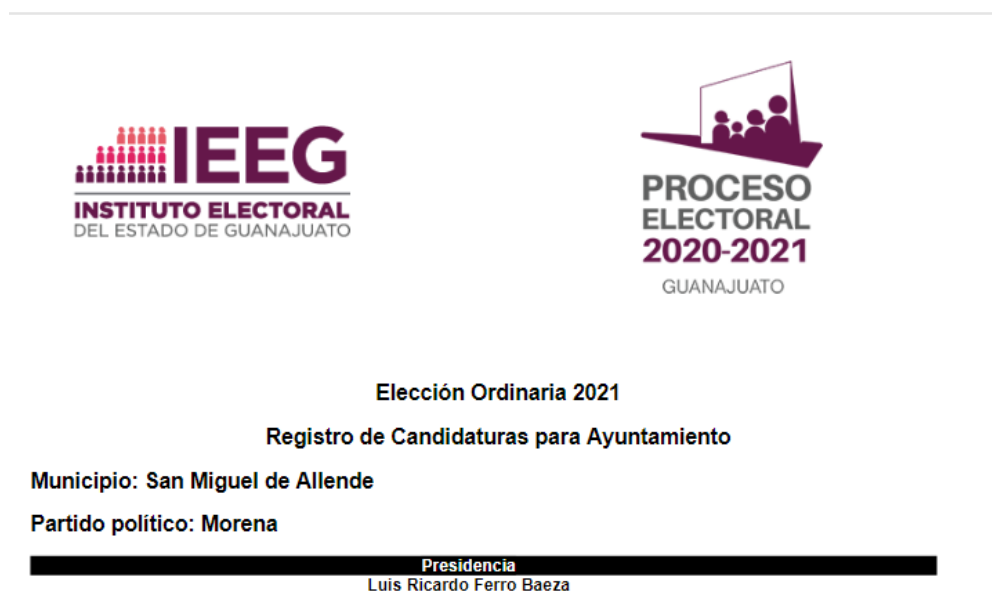 IEEG
INSTITUTO ELECTORAL
DEL ESTADO DE GUANAJUATO
PROCESO
ELECTORAL
2020-2021
GUANAJUATO
Elección Ordinaria 2021
Registro de Candidaturas para Ayuntamiento
Municipio: San Miguel de Allende
Partido político: Morena
Presidencia
Luis Ricardo Ferro Baeza